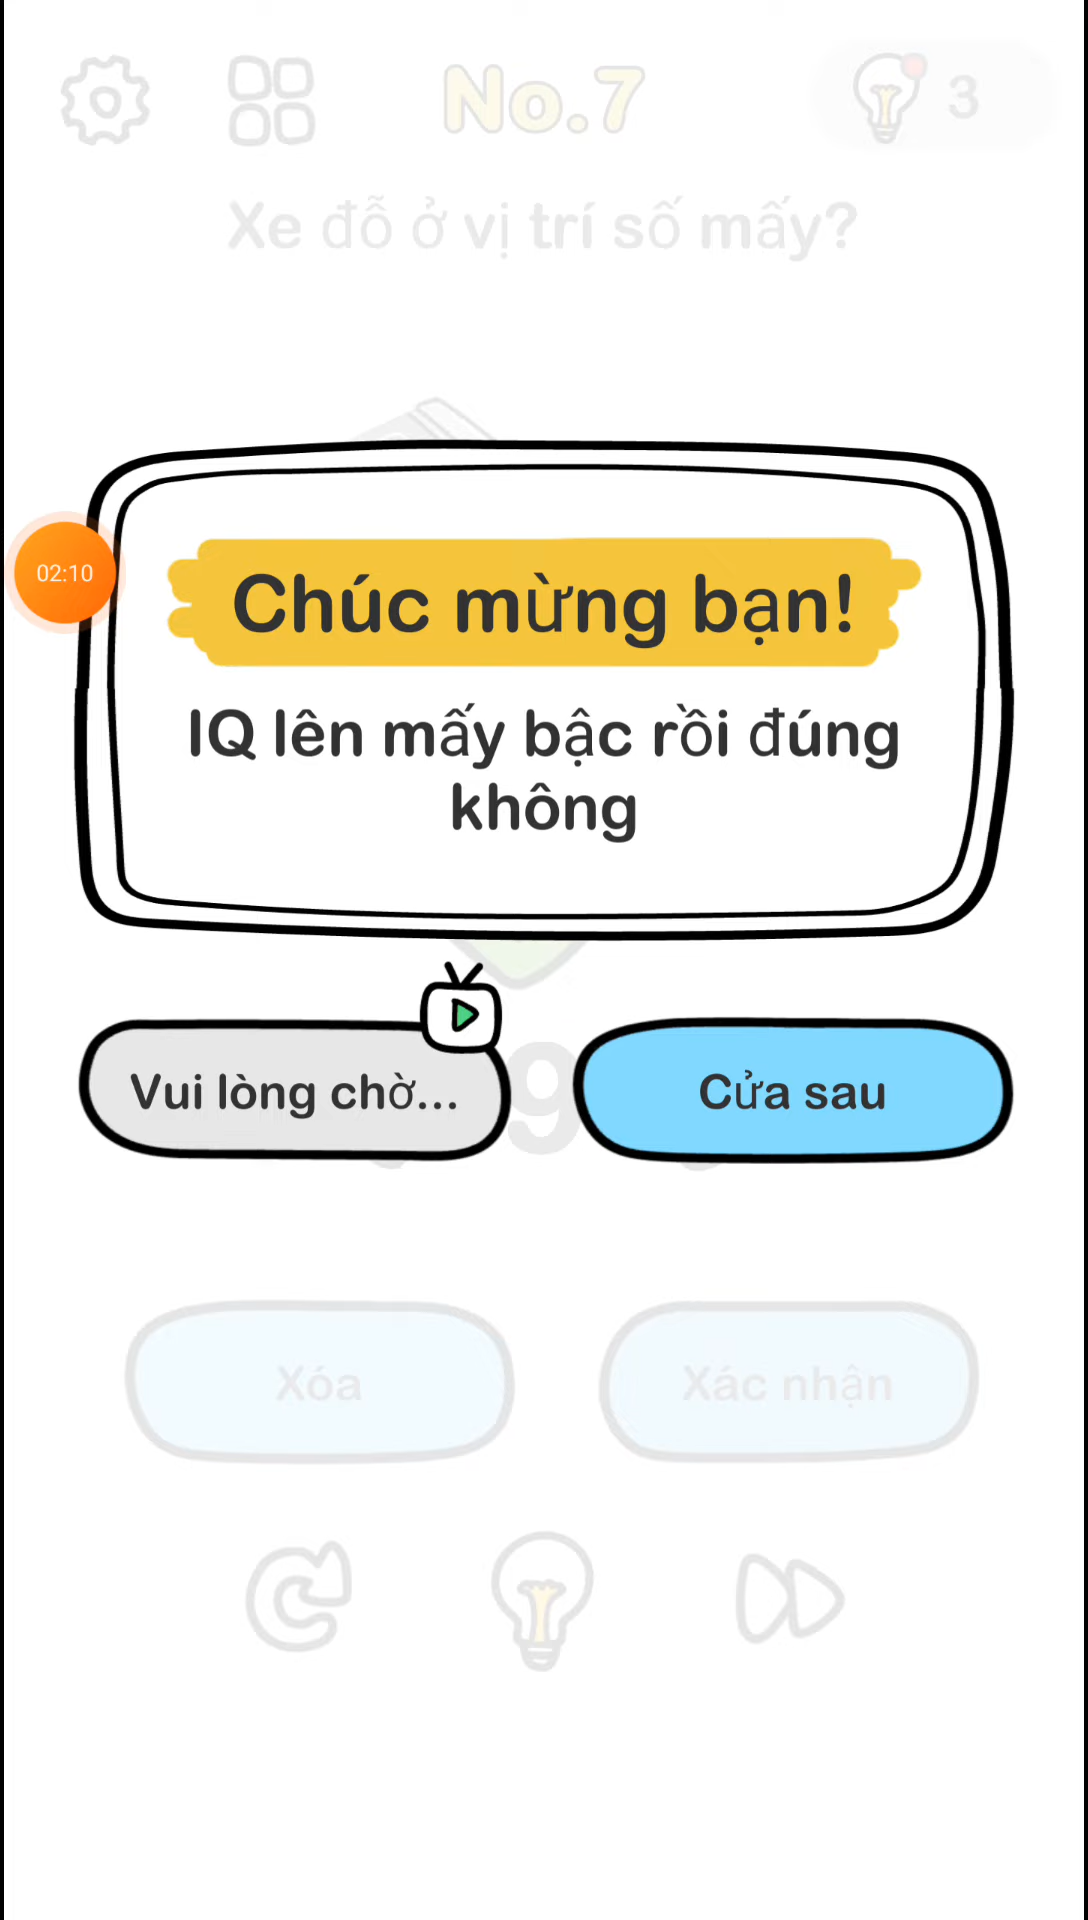 No.7
3
Xe đỗ ở vị trí số mấy?
02:10
Chúc mừng bạn!
IQ lên mấy bậc rồi đúng
không
9
Vui lòng chờ...
Cửa sau
Xóa
Xác nhận